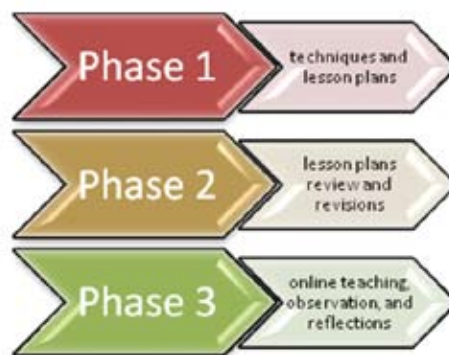 Phase 1
techniques and
lesson plans
Phase 2
lesson plans
review and
revisions
Phase 3
online teaching,
observation, and
reflections